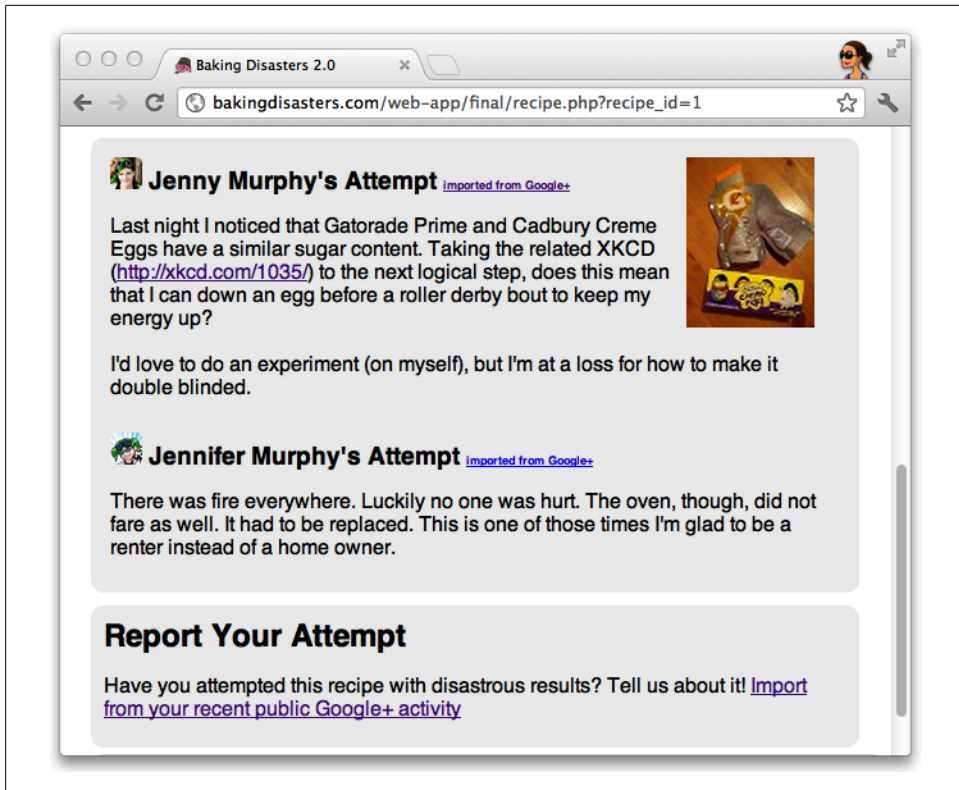 Baking Disasters 2.0
bakingdisasters.com/web-app/final/recipe.php?recipe_id=1
Jenny Murphy's Attempt imported from Google+
Last night I noticed that Gatorade Prime and Cadbury Creme
Eggs have a similar sugar content. Taking the related XKCD
(http://xkcd.com/1035/) to the next logical step, does this mean
that I can down an egg before a roller derby bout to keep my
energy up?
I'd love to do an experiment (on myself), but I'm at a loss for how to make it
double blinded.
Jennifer Murphy's Attempt imported from Google+
There was fire everywhere. Luckily no one was hurt. The oven, though, did not
fare as well. It had to be replaced. This is one of those times I'm glad to be a
renter instead of a home owner.
Report Your Attempt
Have you attempted this recipe with disastrous results? Tell us about it! Import
from your recent public Google+ activity